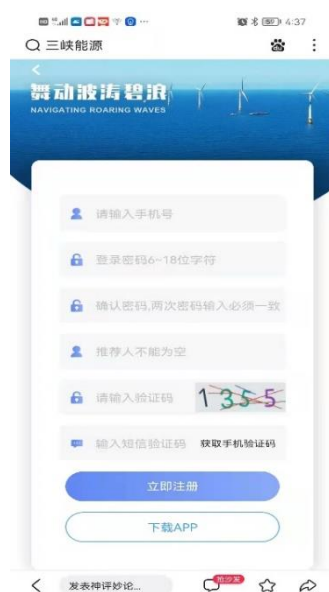 4:37
三峡能源
舞动波涛碧浪
NAVIGATING ROARING WAVES
请输入手机号
登录密码6-18位字符
确认密码,两次密码输入必须一致
推荐人不能为空
请输入验证码
1355
输入短信验证码
获取手机验证码
立即注册
下载APP
发表神评妙论...
抢沙发